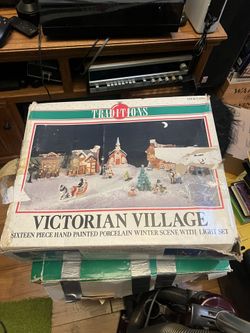 TRADITIONS
VICTORIAN VILLAGE
SIXTEEN PIECE HAND PAINTED PORCELAIN WINTER SCENE WITH LIGHT SET